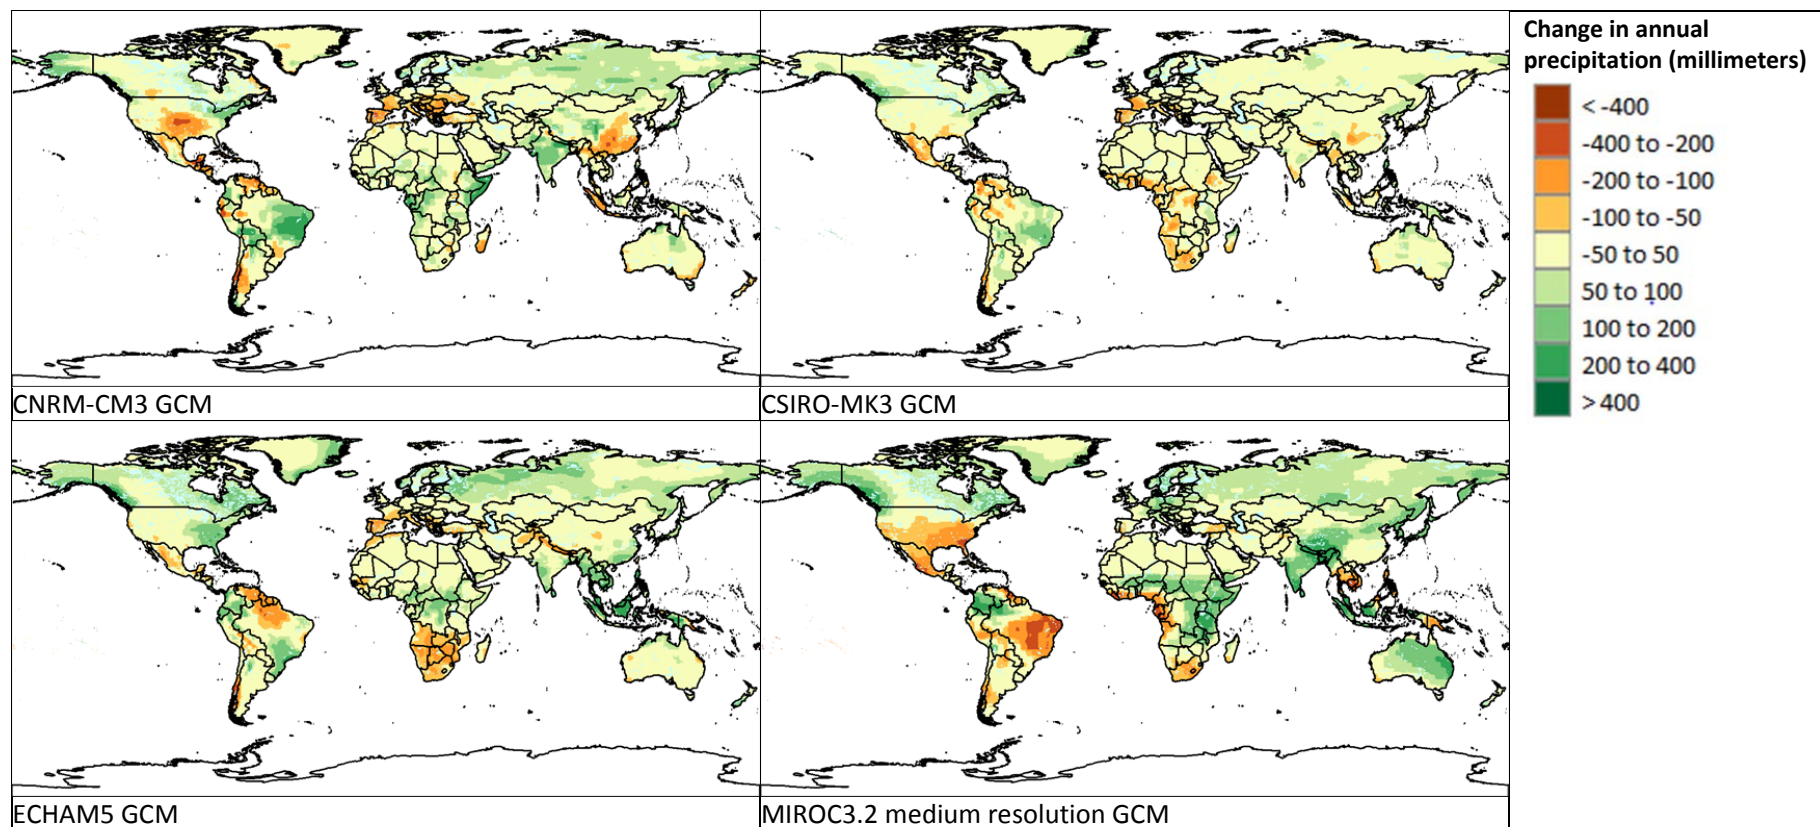 Change in annual
precipitation (millimeters)
< -400
-400 to -200
-200 to -100
-100 to -50
-50 to 50
50 to 100
100 to 200
200 to 400
> 400
CNRM-CM3 GCM
CSIRO-MK3 GCM
ECHAM5 GCM
MIROC3.2 medium resolution GCM